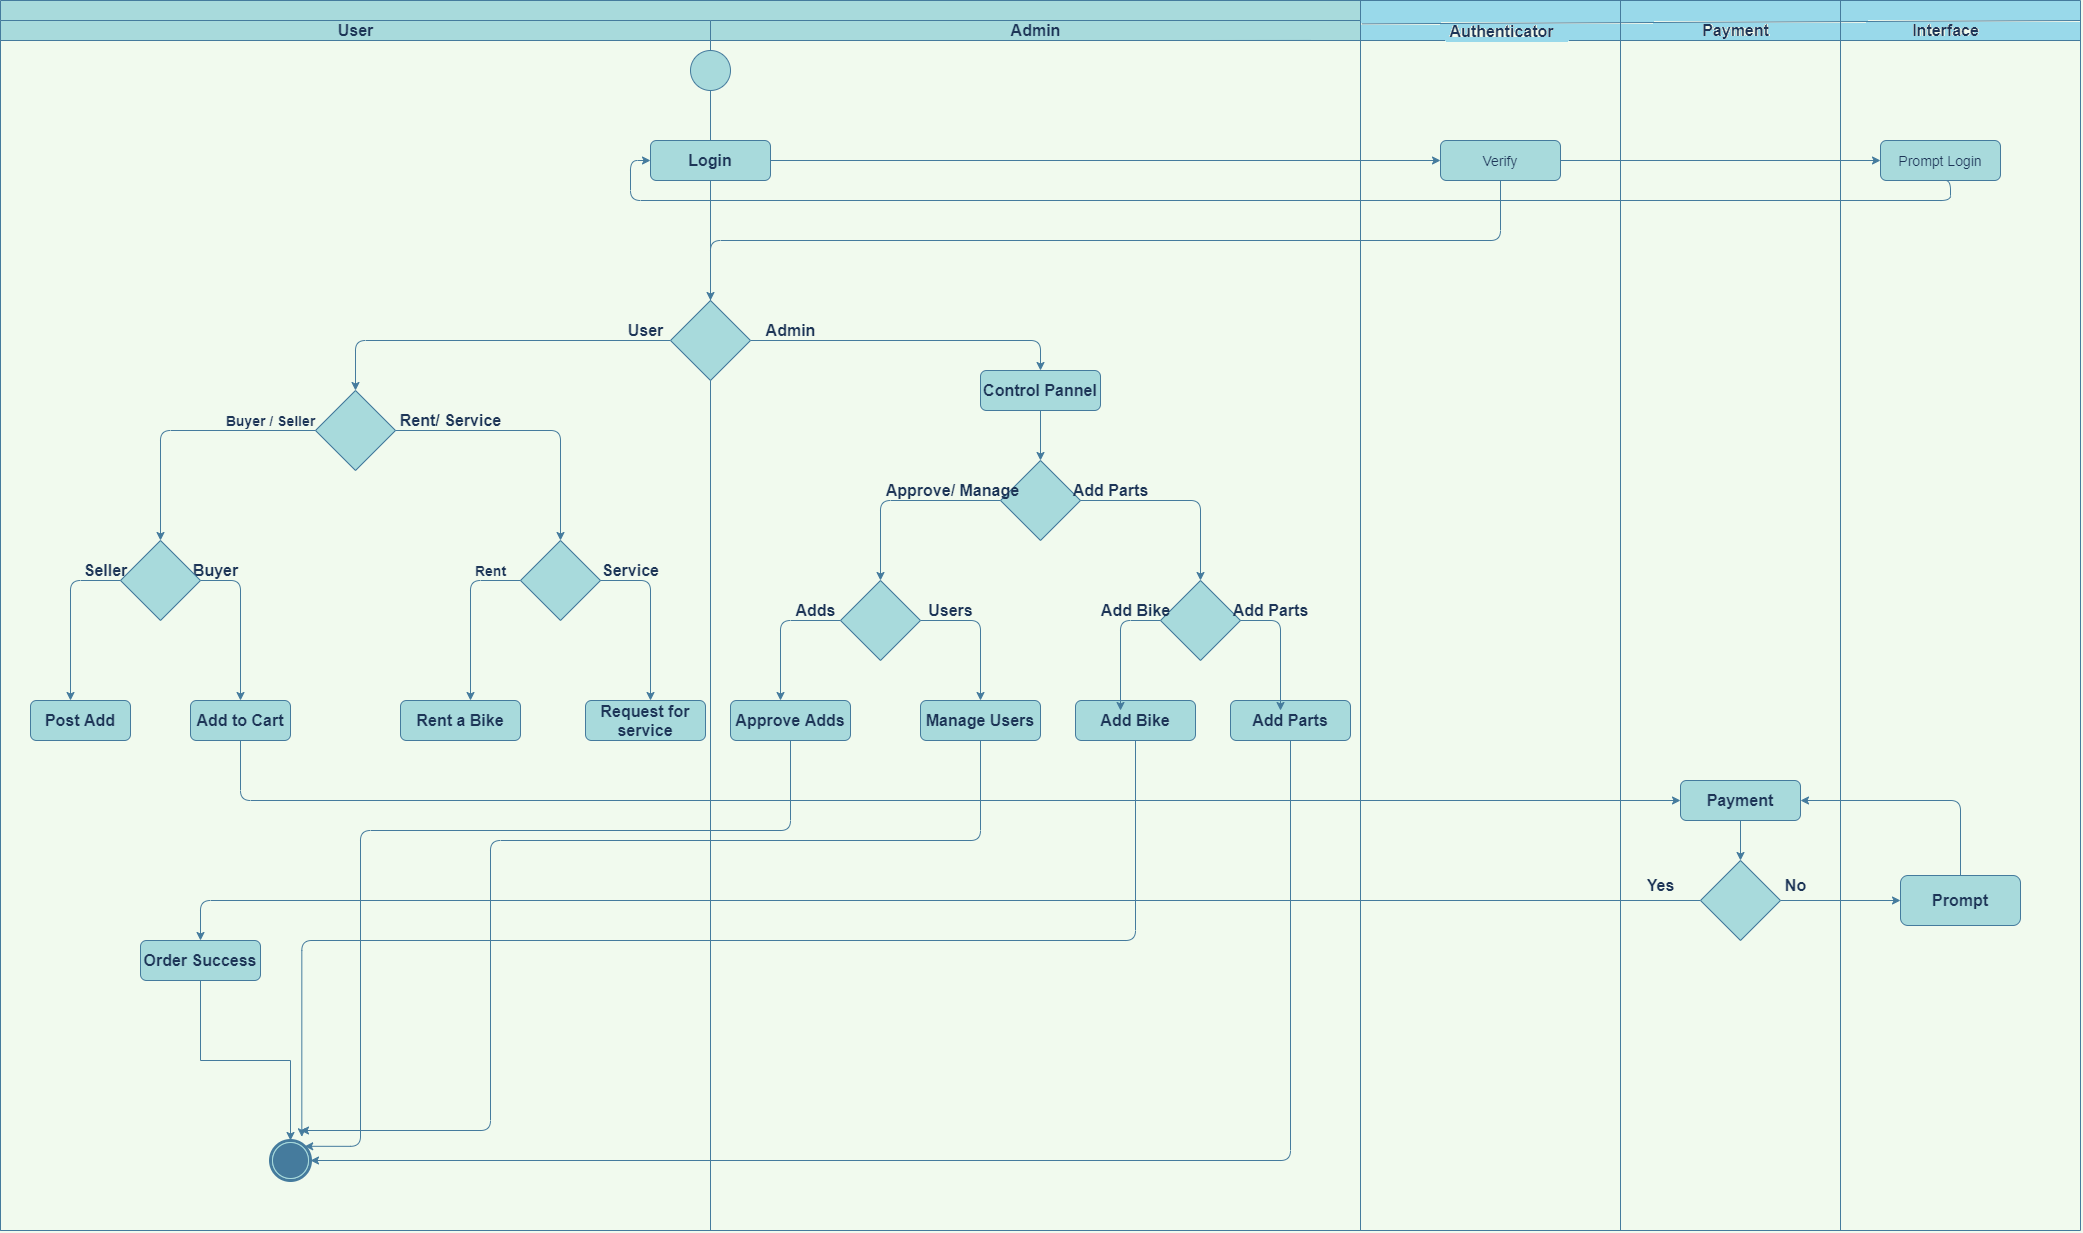 User
Admin
Authenticator
Payment
Interface
Login
Verify
Prompt Login
User
Admin
Control Pannel
Buyer / Seller
Rent/ Service
Approve/ Manage
Add Parts
Seller
Buyer
Rent
Service
Adds
Users
Add Bike
Add Parts
Post Add
Add to Cart
Rent a Bike
Request for
service
Approve Adds
Manage Users
Add Bike
Add Parts
Payment
Yes
No
Prompt
Order Success